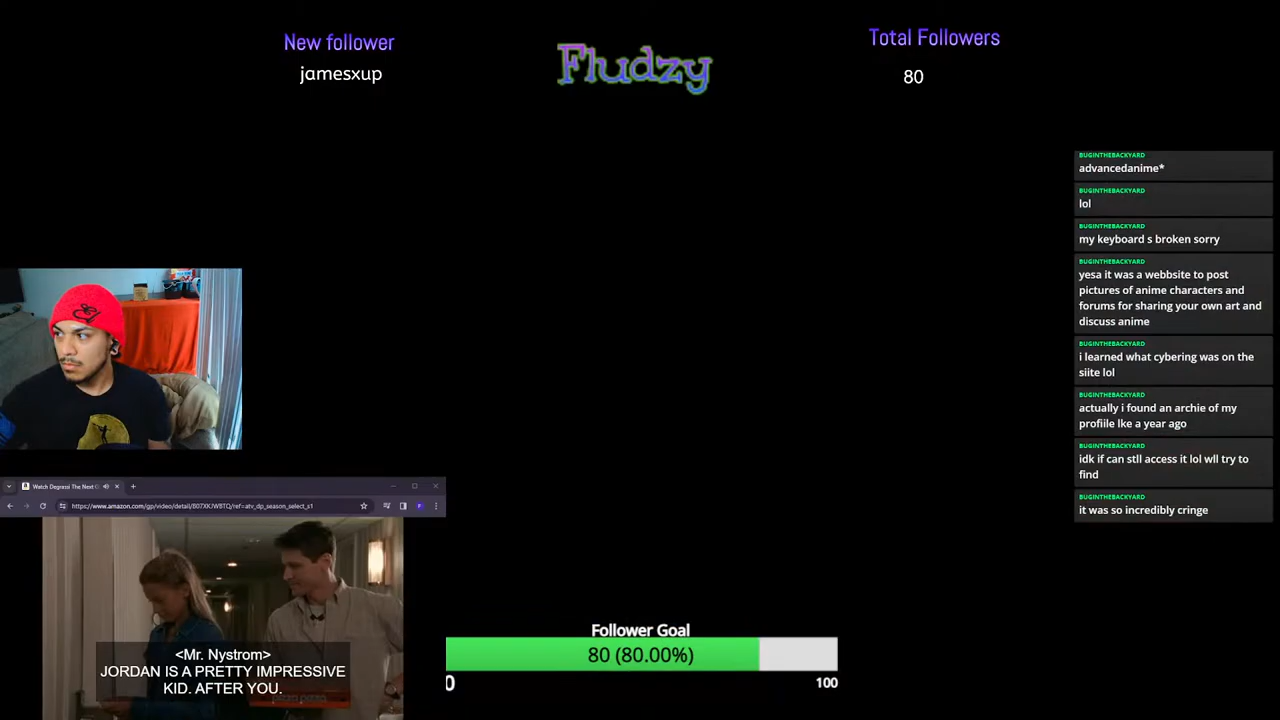 New follower
jamesxup
Fludzy
Total Followers
80
BUGINTHEBACKYARD
advancedanime*
BUGINTHEBACKYARD
lol
BUGINTHEBACKYARD
my keyboard s broken sorry
BUGINTHEBACKYARD
yesa it was a webbsite to post
pictures of anime characters and
forums for sharing your own art and
discuss anime
BUGINTHEBACKYARD
i learned what cybering was on the
siite lol
BUGINTHEBACKYARD
actually i found an archie of my
profiile lke a year ago
BUGINTHEBACKYARD
idk if can stll access it lol wll try to
find
BUGINTHEBACKYARD
it was so incredibly cringe
Watch Degrassi The Next
https://www.amazon.com/gp/video/detail/B07XKJWBTQ/ref=atv_dp_season_select_s1
<Mr. Nystrom>
JORDAN IS A PRETTY IMPRESSIVE
KID. AFTER YOU.
Follower Goal
80 (80.00%)
0
100